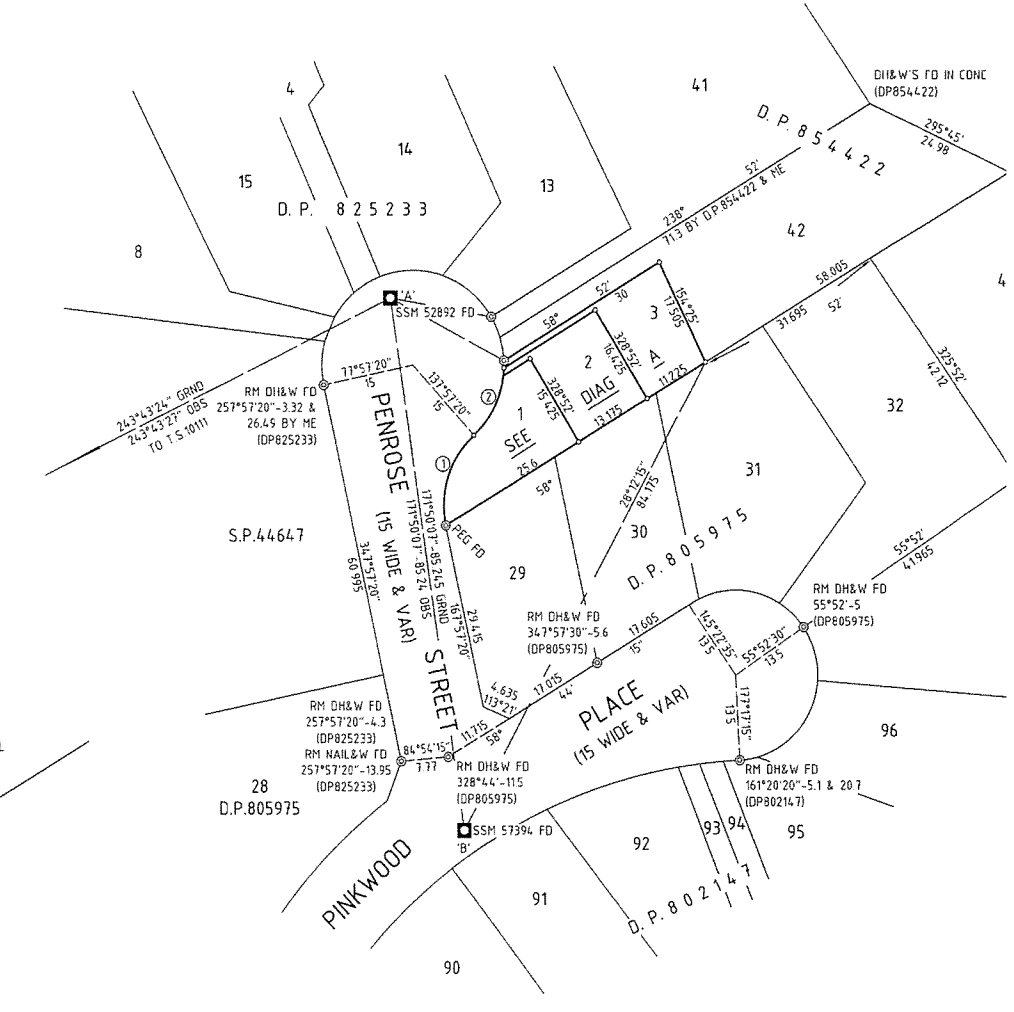 DH&W'S FD IN CONC
(DP854422)
41
4
D. P. 854422
295°45'
24.98
14
15
13
52'
D. P. 825233
238°
71.3 BY D.P.854422 & ME
42
8
58.005
4
'A'
SSM 52892 FD
52'
30
58°
154°25'
17.505
3
31.695
52'
77°57'20"
15
137°57'20"
15
328°52'
16.425
A
11.225
325°52'
42.12
243°43'24" GRND
243°43'27" OBS
TO T.S.10111
RM DH&W FD
257°57'20"-3.32 &
26.49 BY ME
(DP825233)
2
2
DIAG
13.175
328°52'
15.425
1
SEE
32
1
25.6
58°
31
28°12'15"
84.175
S.P.44647
PENROSE
(15 WIDE & VAR)
STREET
171°50'07"-85.245 GRND
171°50'07"-85.24 OBS
PEG FD
30
D. P. 805975
347°57'20"
60.995
167°57'20"
29.415
29
55°52'
41.965
RM DH&W FD
55°52'-5
(DP805975)
RM DH&W FD
347°57'30"-5.6
(DP805975)
17.605
15"
145°22'35"
13.5
55°52'30"
13.5
177°17'15"
13.5
4.635
113°21'
17.015
44'
11.715
58°
PLACE
(15 WIDE & VAR)
RM DH&W FD
257°57'20"-4.3
(DP825233)
RM NAIL&W FD
257°57'20"-13.95
(DP825233)
84°54'15"
7.77
96
RM DH&W FD
328°44'-11.5
(DP805975)
RM DH&W FD
161°20'20"-5.1 & 20.7
(DP802147)
28
D.P.805975
SSM 57394 FD
'B'
92
93
94
95
PINKWOOD
91
D. P. 802147
90